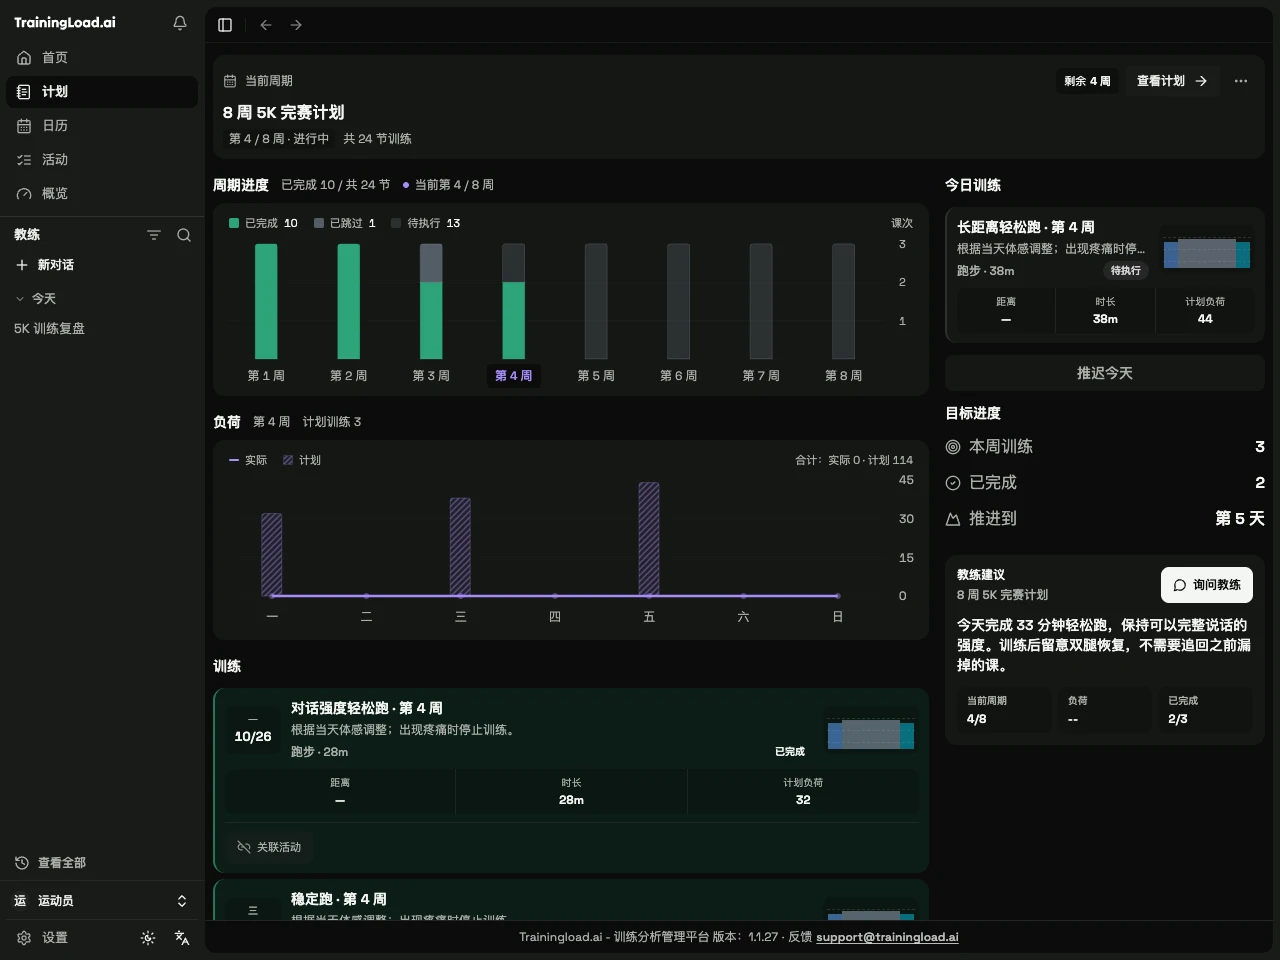 TrainingLoad.ai
首页
计划
日历
活动
概览
教练
新对话
今天
5K 训练复盘
查看全部
运 运动员
设置
当前周期
剩余 4 周
查看计划
8 周 5K 完赛计划
第 4 / 8 周 · 进行中 共 24 节训练
周期进度 已完成 10 / 共 24 节 当前第 4 / 8 周
已完成 10 已跳过 1 待执行 13 课次
3
2
1
第 1 周 第 2 周 第 3 周 第 4 周 第 5 周 第 6 周 第 7 周 第 8 周
负荷 第 4 周 计划训练 3
实际 计划 合计：实际 0 · 计划 114
45
30
15
0
一 二 三 四 五 六 日
训练
对话强度轻松跑 · 第 4 周
一
10/26
根据当天体感调整；出现疼痛时停止训练。
跑步 · 28m 已完成
距离 时长 计划负荷
— 28m 32
关联活动
稳定跑 · 第 4 周
三
根据当天体感调整；出现疼痛时停止训练。
今日训练
长距离轻松跑 · 第 4 周
根据当天体感调整；出现疼痛时停...
跑步 · 38m 待执行
距离 时长 计划负荷
— 38m 44
推迟今天
目标进度
本周训练 3
已完成 2
推进到 第 5 天
教练建议
8 周 5K 完赛计划
询问教练
今天完成 33 分钟轻松跑，保持可以完整说话的
强度。训练后留意双腿恢复，不需要追回之前漏
掉的课。
当前周期 负荷 已完成
4/8 -- 2/3
Trainingload.ai - 训练分析管理平台 版本：1.1.27 · 反馈 support@trainingload.ai